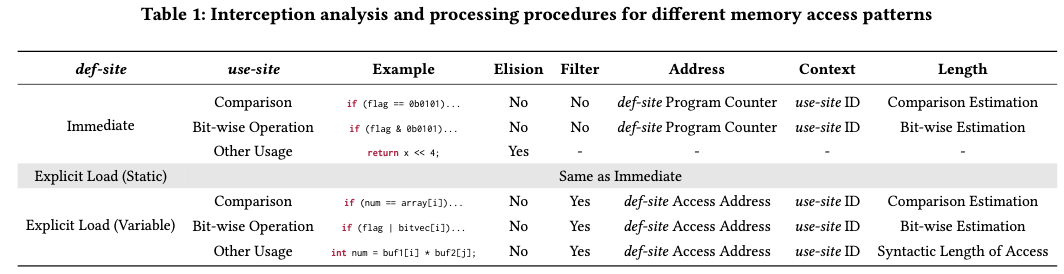 Table 1: Interception analysis and processing procedures for different memory access patterns
def-site use-site Example Elision Filter Address Context Length
Immediate
Comparison if (flag == 0b0101)... No No def-site Program Counter use-site ID Comparison Estimation
Bit-wise Operation if (flag & 0b0101)... No No def-site Program Counter use-site ID Bit-wise Estimation
Other Usage return x << 4; Yes - - - -
Explicit Load (Static) Same as Immediate
Explicit Load (Variable)
Comparison if (num == array[i])... No Yes def-site Access Address use-site ID Comparison Estimation
Bit-wise Operation if (flag | bitvec[i])... No Yes def-site Access Address use-site ID Bit-wise Estimation
Other Usage int num = buf1[i] * buf2[j]; No Yes def-site Access Address use-site ID Syntactic Length of Access